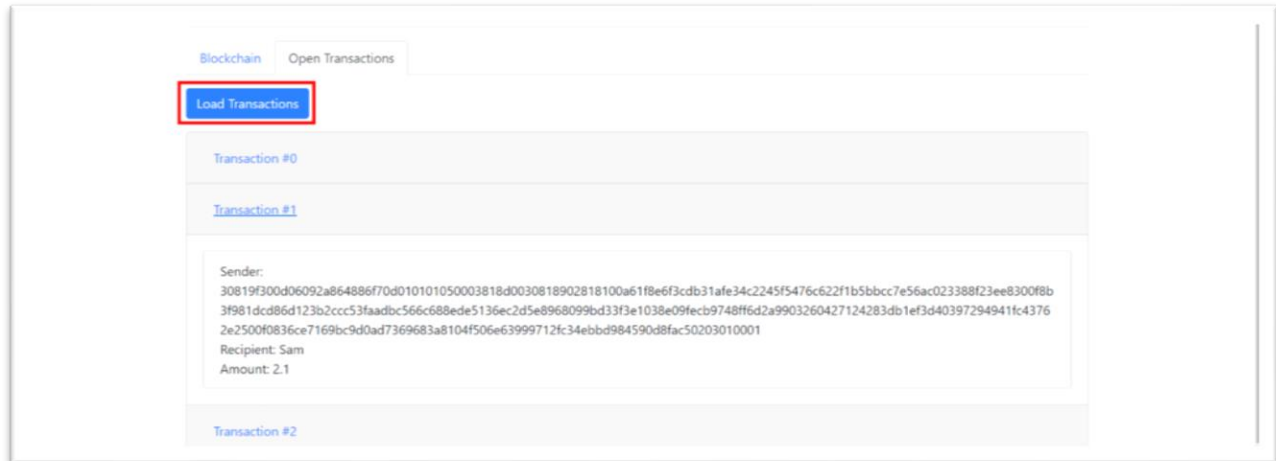 Blockchain Open Transactions
Load Transactions
Transaction #0
Transaction #1
Sender:
30819f300d06092a864886f70d010101050003818d0030818902818100a61f8e6f3cdb31afe34c2245f5476c622f1b5bbcc7e56ac023388f23ee8300f8b
3f981dcd86d123b2ccc53faadbc566c688ede5136ec2d5e8968099bd33f3e1038e09fecb9748ff6d2a9903260427124283db1ef3d40397294941fc4376
2e2500f0836ce7169bc9d0ad7369683a8104f506e63999712fc34ebbd984590d8fac50203010001
Recipient: Sam
Amount: 2.1
Transaction #2